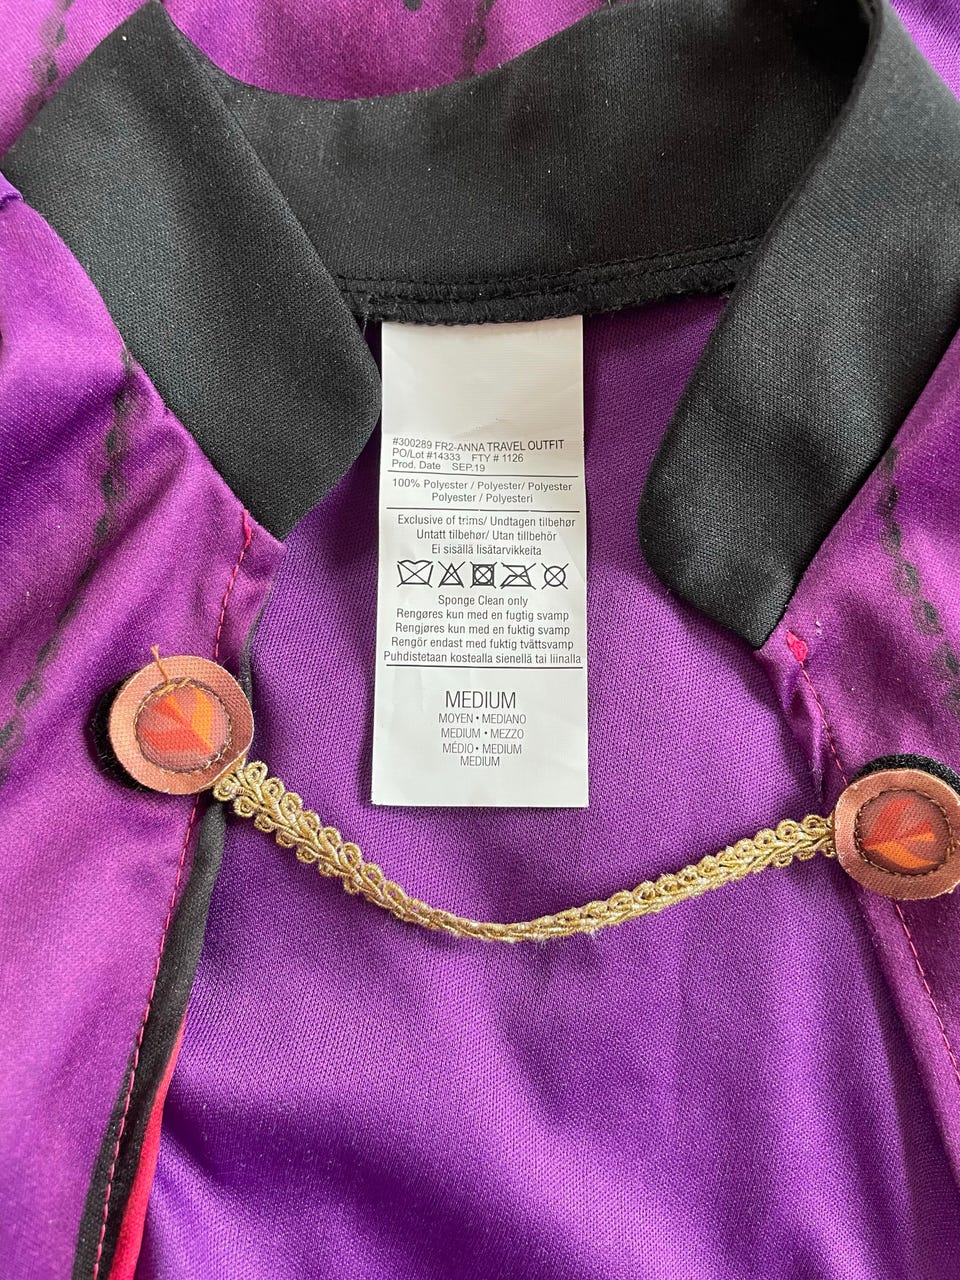 #300289 FR2-ANNA TRAVEL OUTFIT
PO/Lot #14333 FTY # 1126
Prod. Date SEP.19
100% Polyester / Polyester/ Polyester
Polyester / Polyesteri
Exclusive of trims/ Undtagen tilbehør
Untatt tilbehør/ Utan tillbehör
Ei sisällä lisätarvikkeita
Sponge Clean only
Rengøres kun med en fugtig svamp
Rengjøres kun med en fuktig svamp
Rengör endast med fuktig tvättsvamp
Puhdistetaan kostealla sienellä tai liinalla
MEDIUM
MOYEN • MEDIANO
MEDIUM • MEZZO
MÉDIO • MEDIUM
MEDIUM